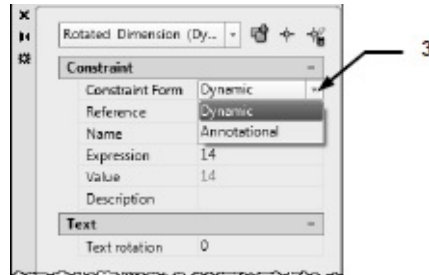 Rotated Dimension (Dy...
3
Constraint
Constraint Form Dynamic
Reference Dynamic
Name Annotational
Expression 14
Value 14
Description
Text
Text rotation 0